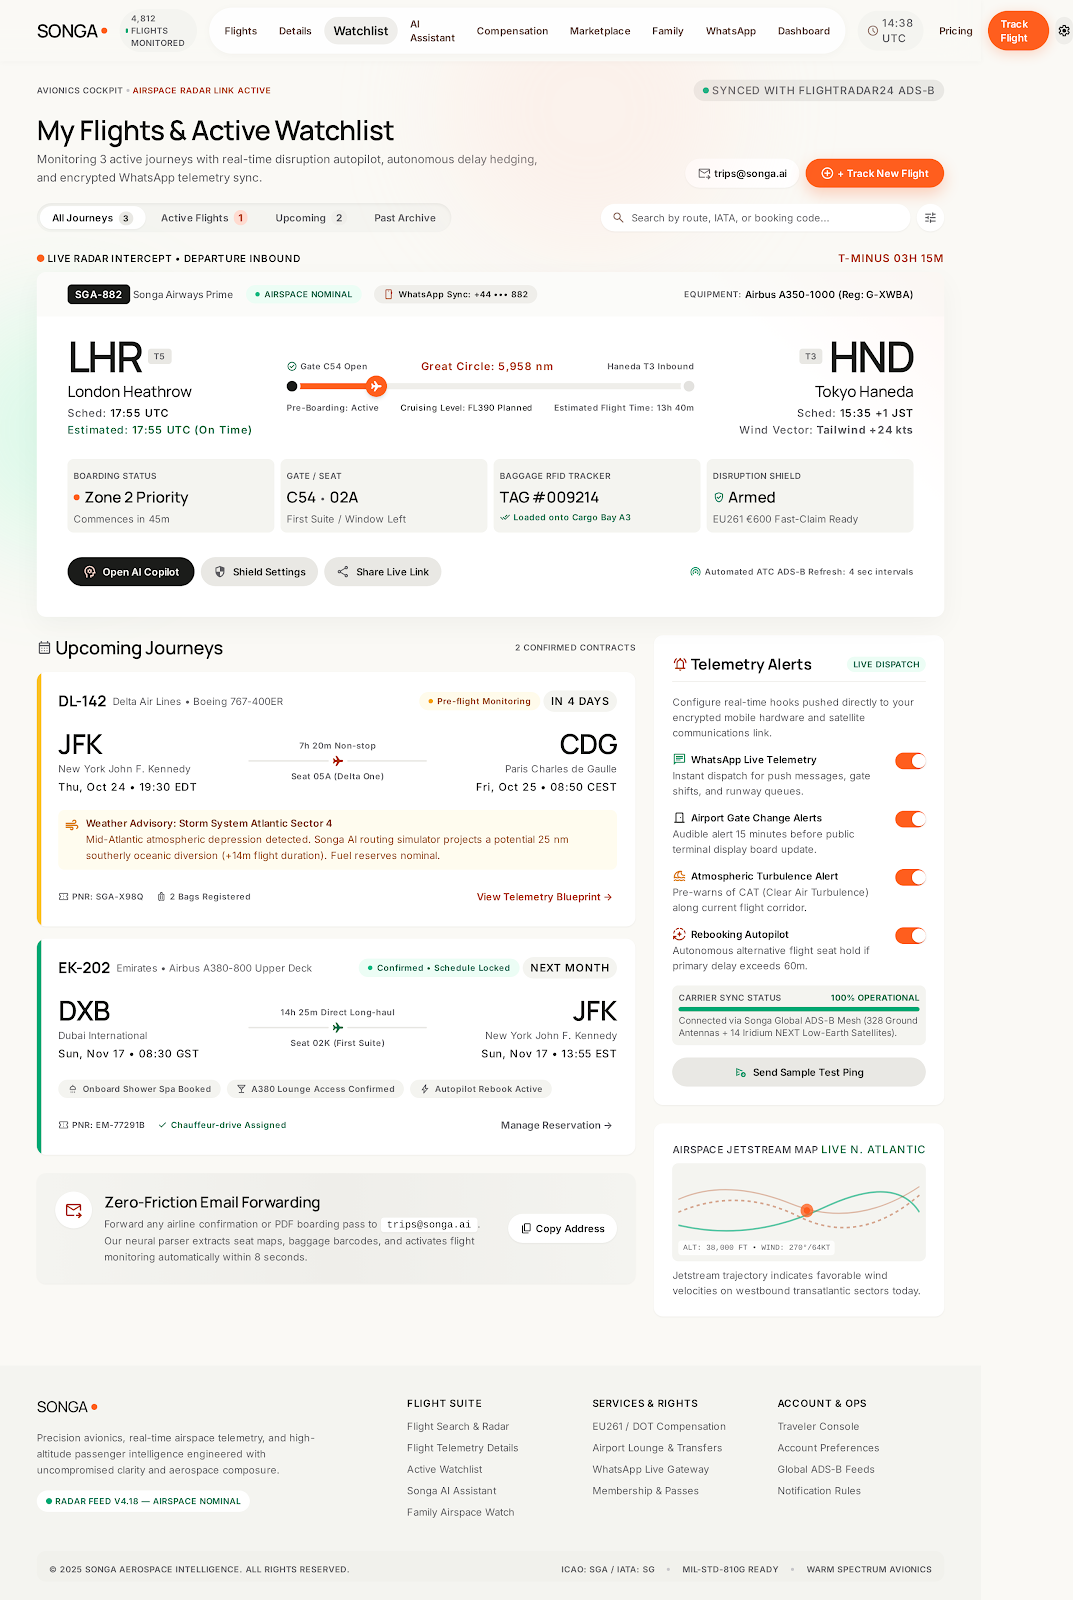 SONGA
4,812
FLIGHTS
MONITORED
Flights
Details
Watchlist
AI
Assistant
Compensation
Marketplace
Family
WhatsApp
Dashboard
14:38
UTC
Pricing
Track
Flight
AVIONICS COCKPIT • AIRSPACE RADAR LINK ACTIVE
SYNCED WITH FLIGHTRADAR24 ADS-B
My Flights & Active Watchlist
Monitoring 3 active journeys with real-time disruption autopilot, autonomous delay hedging,
and encrypted WhatsApp telemetry sync.
trips@songa.ai
+ Track New Flight
All Journeys 3
Active Flights 1
Upcoming 2
Past Archive
Search by route, IATA, or booking code...
LIVE RADAR INTERCEPT • DEPARTURE INBOUND
T-MINUS 03H 15M
SGA-882 Songa Airways Prime
AIRSPACE NOMINAL
WhatsApp Sync: +44 ••• 882
EQUIPMENT: Airbus A350-1000 (Reg: G-XWBA)
LHR T5
London Heathrow
Sched: 17:55 UTC
Estimated: 17:55 UTC (On Time)
Gate C54 Open
Great Circle: 5,958 nm
Haneda T3 Inbound
Pre-Boarding: Active
Cruising Level: FL390 Planned
Estimated Flight Time: 13h 40m
T3 HND
Tokyo Haneda
Sched: 15:35 +1 JST
Wind Vector: Tailwind +24 kts
BOARDING STATUS
Zone 2 Priority
Commences in 45m
GATE / SEAT
C54 · 02A
First Suite / Window Left
BAGGAGE RFID TRACKER
TAG #009214
Loaded onto Cargo Bay A3
DISRUPTION SHIELD
Armed
EU261 €600 Fast-Claim Ready
Open AI Copilot
Shield Settings
Share Live Link
Automated ATC ADS-B Refresh: 4 sec intervals
Upcoming Journeys
2 CONFIRMED CONTRACTS
DL-142 Delta Air Lines • Boeing 767-400ER
Pre-flight Monitoring
IN 4 DAYS
JFK
New York John F. Kennedy
Thu, Oct 24 • 19:30 EDT
7h 20m Non-stop
Seat 05A (Delta One)
CDG
Paris Charles de Gaulle
Fri, Oct 25 • 08:50 CEST
Weather Advisory: Storm System Atlantic Sector 4
Mid-Atlantic atmospheric depression detected. Songa AI routing simulator projects a potential 25 nm
southerly oceanic diversion (+14m flight duration). Fuel reserves nominal.
PNR: SGA-X98Q
2 Bags Registered
View Telemetry Blueprint →
EK-202 Emirates • Airbus A380-800 Upper Deck
Confirmed • Schedule Locked
NEXT MONTH
DXB
Dubai International
Sun, Nov 17 • 08:30 GST
14h 25m Direct Long-haul
Seat 02K (First Suite)
JFK
New York John F. Kennedy
Sun, Nov 17 • 13:55 EST
Onboard Shower Spa Booked
A380 Lounge Access Confirmed
Autopilot Rebook Active
PNR: EM-77291B
Chauffeur-drive Assigned
Manage Reservation →
Zero-Friction Email Forwarding
Forward any airline confirmation or PDF boarding pass to trips@songa.ai .
Our neural parser extracts seat maps, baggage barcodes, and activates flight
monitoring automatically within 8 seconds.
Copy Address
Telemetry Alerts
LIVE DISPATCH
Configure real-time hooks pushed directly to your
encrypted mobile hardware and satellite
communications link.
WhatsApp Live Telemetry
Instant dispatch for push messages, gate
shifts, and runway queues.
Airport Gate Change Alerts
Audible alert 15 minutes before public
terminal display board update.
Atmospheric Turbulence Alert
Pre-warns of CAT (Clear Air Turbulence)
along current flight corridor.
Rebooking Autopilot
Autonomous alternative flight seat hold if
primary delay exceeds 60m.
CARRIER SYNC STATUS
100% OPERATIONAL
Connected via Songa Global ADS-B Mesh (328 Ground
Antennas + 14 Iridium NEXT Low-Earth Satellites).
Send Sample Test Ping
AIRSPACE JETSTREAM MAP
LIVE N. ATLANTIC
ALT: 38,000 FT • WIND: 270°/64KT
Jetstream trajectory indicates favorable wind
velocities on westbound transatlantic sectors today.
SONGA
Precision avionics, real-time airspace telemetry, and high-
altitude passenger intelligence engineered with
uncompromised clarity and aerospace composure.
RADAR FEED V4.18 — AIRSPACE NOMINAL
FLIGHT SUITE
Flight Search & Radar
Flight Telemetry Details
Active Watchlist
Songa AI Assistant
Family Airspace Watch
SERVICES & RIGHTS
EU261 / DOT Compensation
Airport Lounge & Transfers
WhatsApp Live Gateway
Membership & Passes
ACCOUNT & OPS
Traveler Console
Account Preferences
Global ADS-B Feeds
Notification Rules
© 2025 SONGA AEROSPACE INTELLIGENCE. ALL RIGHTS RESERVED.
ICAO: SGA / IATA: SG • MIL-STD-810G READY • WARM SPECTRUM AVIONICS